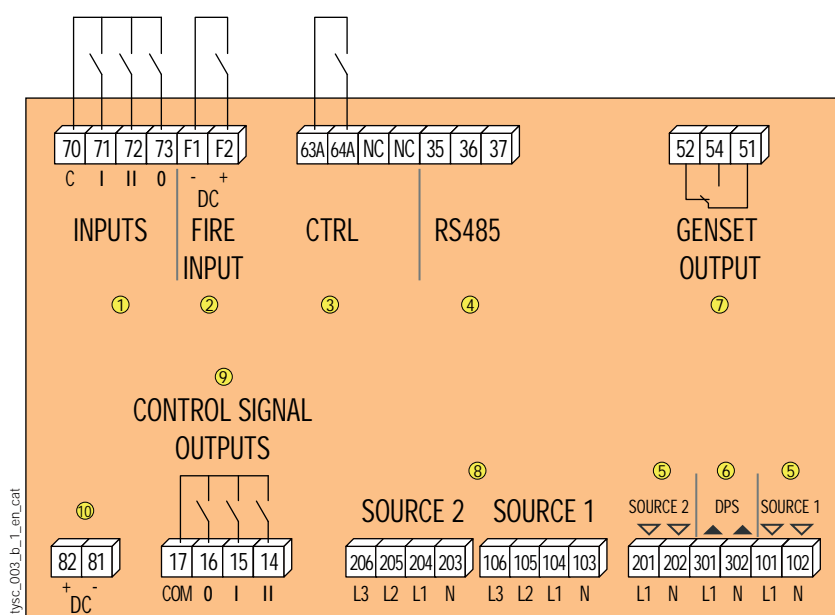 70 71 72 73 F1 F2
C I II 0 - +
DC
INPUTS
FIRE
INPUT
63A 64A NC NC 35 36 37
CTRL
RS485
52 54 51
GENSET
OUTPUT
1
2
3
4
7
9
CONTROL SIGNAL
OUTPUTS
17 16 15 14
COM 0 I II
10
82 81
+ -
DC
8
SOURCE 2
SOURCE 1
206 205 204 203
L3 L2 L1 N
106 105 104 103
L3 L2 L1 N
5 6 5
SOURCE 2 DPS SOURCE 1
201 202 301 302 101 102
L1 N L1 N L1 N
tysc_003_b_1_en_cat